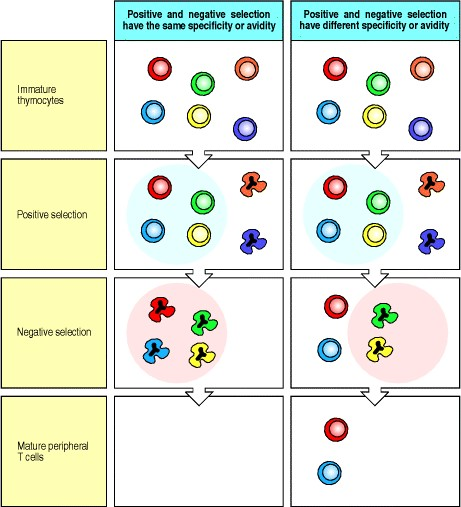 Positive and negative selection
have the same specificity or avidity
Positive and negative selection
have different specificity or avidity
Immature
thymocytes
Positive selection
Negative selection
Mature peripheral
T cells